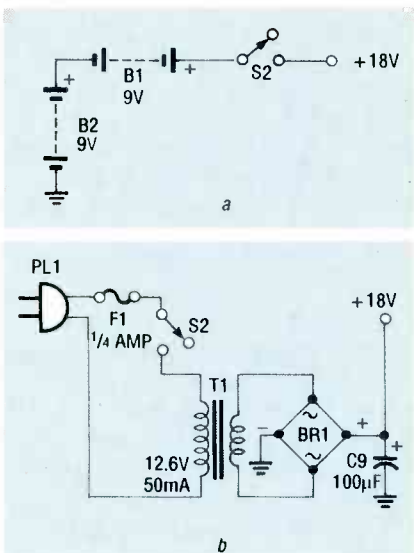 B1
9V
+
+
S2
+18V
B2
9V
a
PL1
F1
1/4 AMP
S2
+18V
T1
12.6V
50mA
−
~
BR1
~
+
+
C9
100µF
b